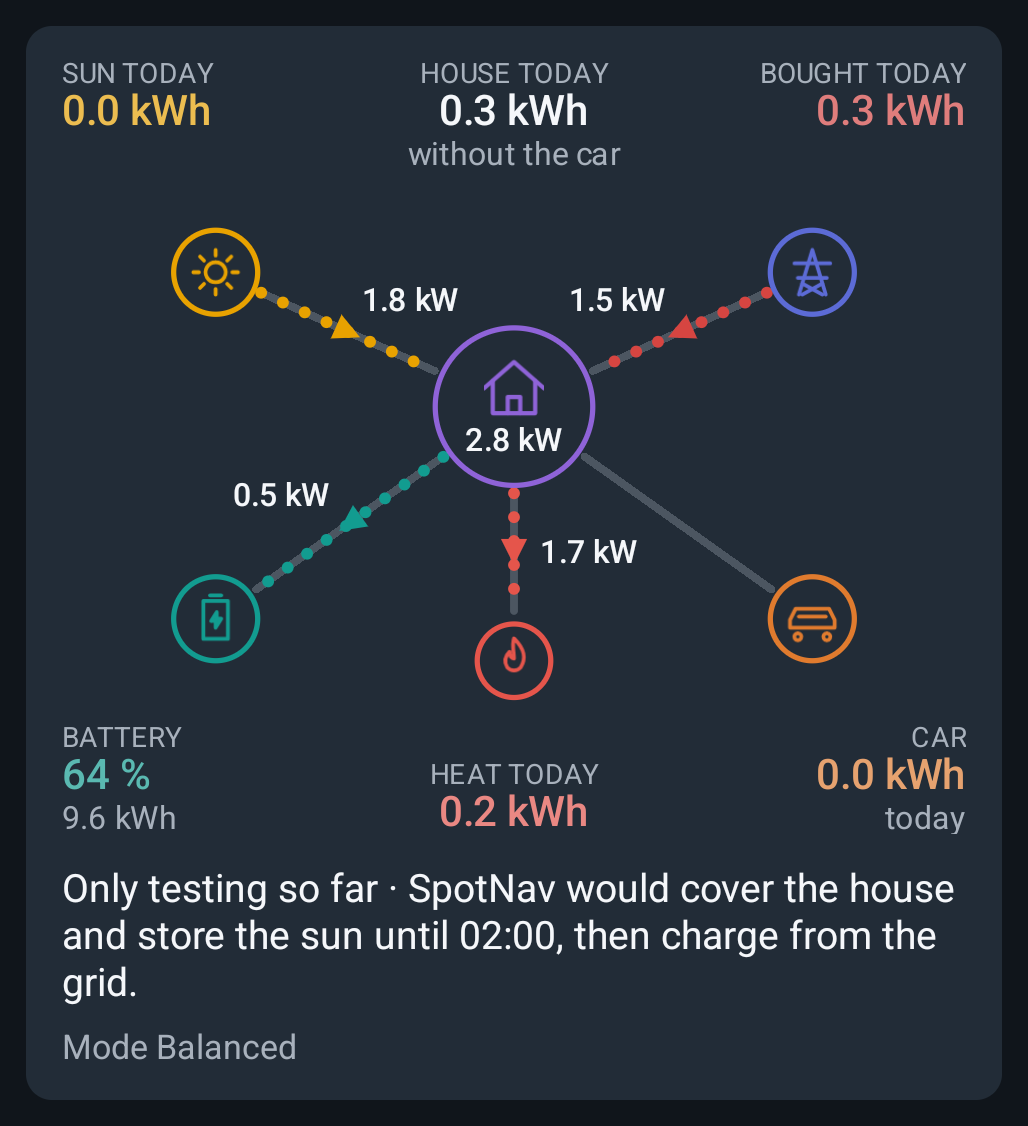 SUN TODAY
HOUSE TODAY
BOUGHT TODAY
0.0 kWh
0.3 kWh
0.3 kWh
without the car
1.8 kW
1.5 kW
2.8 kW
0.5 kW
1.7 kW
BATTERY
64 %
9.6 kWh
HEAT TODAY
0.2 kWh
CAR
0.0 kWh
today
Only testing so far · SpotNav would cover the house
and store the sun until 02:00, then charge from the
grid.
Mode Balanced